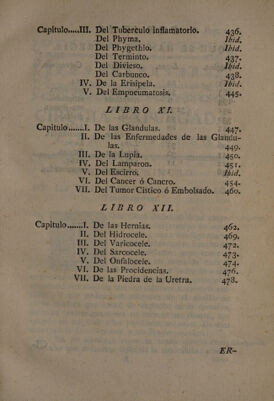 Capitulo.....III. Del Tuberculo inflamatorio. 436.
Del Phyma. Ibid.
Del Phygethlo. Ibid.
Del Terminto. 437.
Del Divieso. Ibid.
Del Carbunco. 438.
IV. De la Erisipela. Ibid.
V. Del Empneumatosis. 445.
LIBRO XI.
Capitulo......I. De las Glandulas. 447.
II. De las Enfermedades de las Glandu-
las. 449.
III. De la Lupia. 450.
IV. Del Lamparon. 451.
V. Del Escirro. Ibid.
VI. Del Cancer ó Cancro. 454.
VII. Del Tumor Cistico ó Embolsado. 460.
LIBRO XII.
Capitulo......I. De las Hernias. 462.
II. Del Hidrocele. 469.
III. Del Varicocele. 472.
IV. Del Sarcocele. 473.
V. Del Onfalocele. 474.
VI. De las Procidencias. 476.
VII. De la Piedra de la Uretra. 478.
ER-